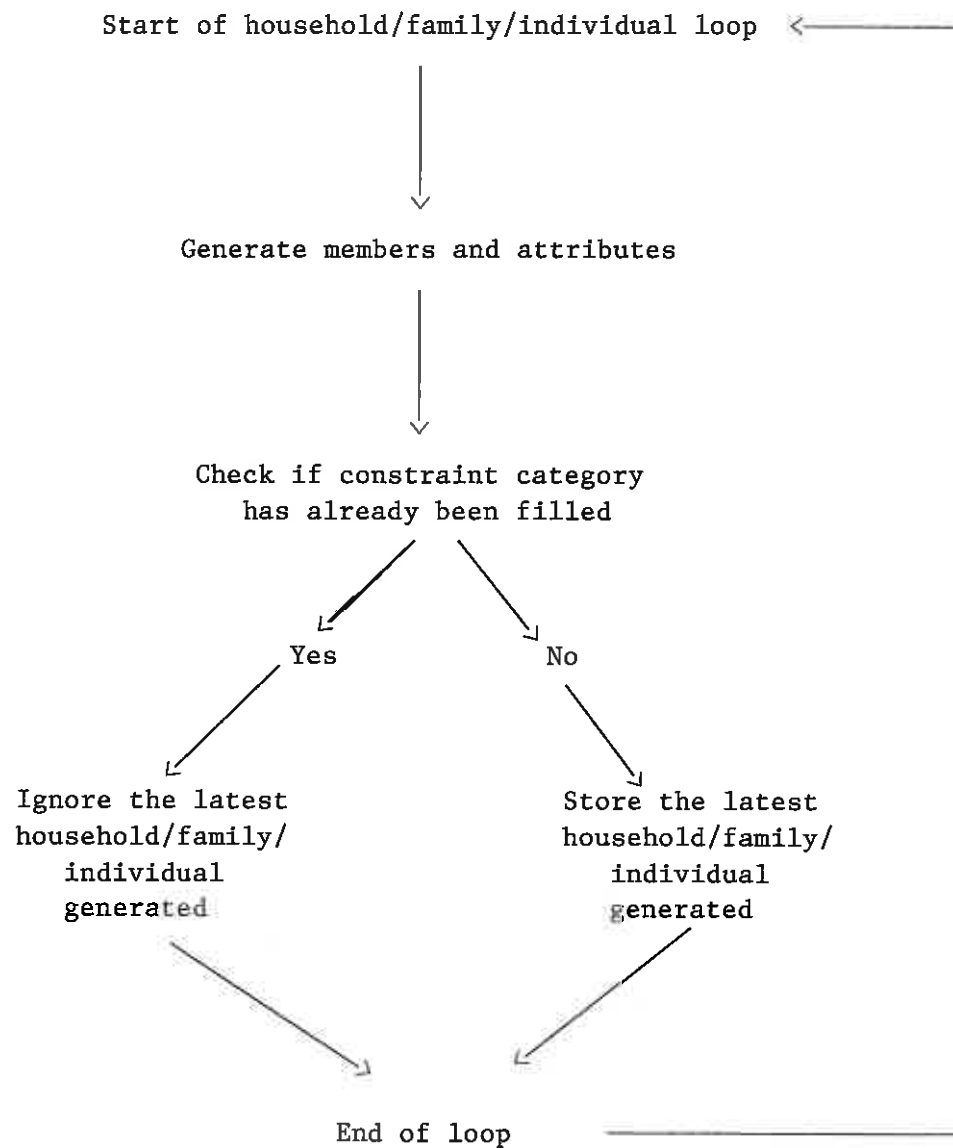 Start of household/family/individual loop
Generate members and attributes
Check if constraint category
has already been filled
Yes
No
Ignore the latest
household/family/
individual
generated
Store the latest
household/family/
individual
generated
End of loop